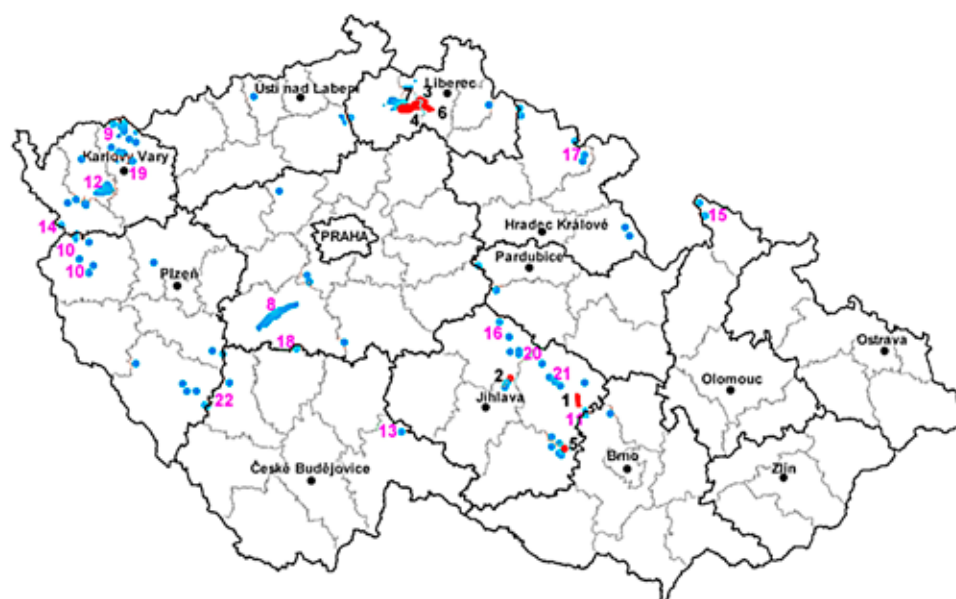 Ústí nad Labem
Liberec
7
3
4
6
9
Karlovy Vary
12
19
17
15
14
10
10
PRAHA
Hradec Králové
Pardubice
Plzeň
8
18
16
20
2
21
Jihlava
1
11
Ostrava
Olomouc
22
13
5
České Budějovice
Brno
Zlín